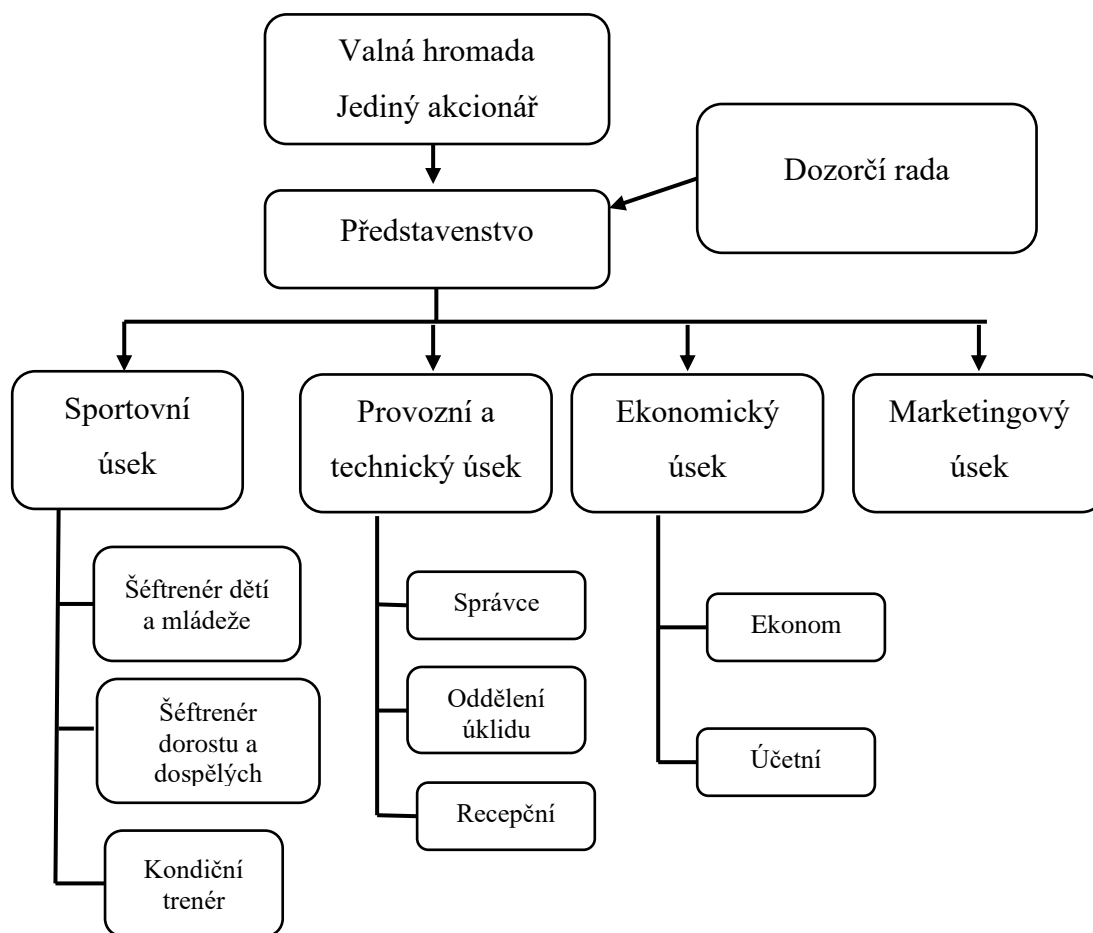 Valná hromada
Jediný akcionář
Dozorčí rada
Představenstvo
Sportovní
úsek
Provozní a
technický úsek
Ekonomický
úsek
Marketingový
úsek
Šéftrenér dětí
a mládeže
Šéftrenér
dorostu a
dospělých
Kondiční
trenér
Správce
Oddělení
úklidu
Recepční
Ekonom
Účetní